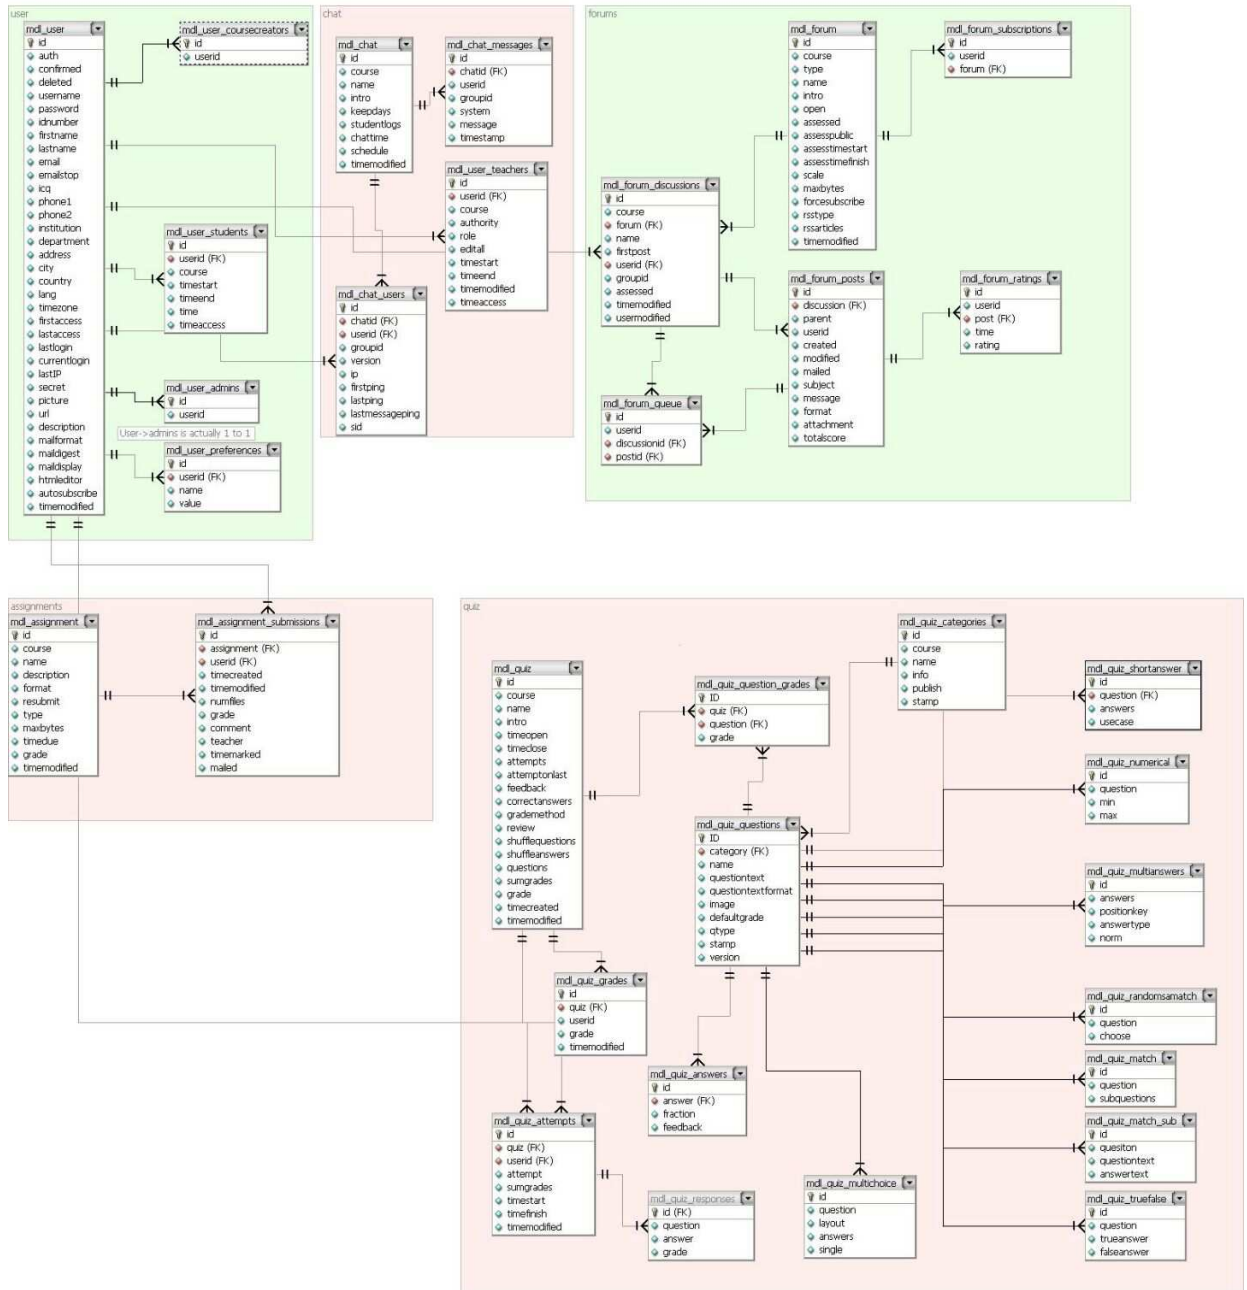 user
mdl_user
id
auth
confirmed
deleted
username
password
idnumber
firstname
lastname
email
emailstop
icq
phone1
phone2
institution
department
address
city
country
lang
timezone
firstaccess
lastaccess
lastlogin
currentlogin
lastIP
secret
picture
url
description
malformat
maildigest
maildisplay
htmleditor
autosubscribe
timemodified
mdl_user_coursecreators
id
userid
mdl_user_students
id
userid (FK)
course
timestart
timeend
time
timeaccess
mdl_user_admins
id
userid
User->admins is actually 1 to 1
mdl_user_preferences
id
userid (FK)
name
value
chat
mdl_chat
id
course
name
intro
keepdays
studentlogs
chattime
schedule
timemodified
mdl_chat_messages
id
chatid (FK)
userid
groupid
system
message
timestamp
mdl_user_teachers
id
userid (FK)
course
authority
role
editall
timestart
timeend
timemodified
timeaccess
mdl_chat_users
id
chatid (FK)
userid (FK)
groupid
version
ip
firstping
lastping
lastmessageping
sid
forums
mdl_forum
id
course
type
name
intro
open
assessed
assesspublic
assesstimestart
assesstimefinish
scale
maxbytes
forcesubscribe
rsstype
rssarticles
timemodified
mdl_forum_subscriptions
id
userid
forum (FK)
mdl_forum_discussions
id
course
forum (FK)
name
firstpost
userid (FK)
groupid
assessed
timemodified
usermodified
mdl_forum_posts
id
discussion (FK)
parent
userid
created
modified
mailed
subject
message
format
attachment
totalscore
mdl_forum_ratings
id
userid
post (FK)
time
rating
mdl_forum_queue
id
userid
discussionid (FK)
postid (FK)
assignments
mdl_assignment
id
course
name
description
format
resubmit
type
maxbytes
timedue
grade
timemodified
mdl_assignment_submissions
id
assignment (FK)
userid (FK)
timecreated
timemodified
numfiles
grade
comment
teacher
timemarked
mailed
quiz
mdl_quiz
id
course
name
intro
timeopen
timeclose
attempts
attemptonlast
feedback
correctanswers
grademethod
review
shufflequestions
shuffleanswers
questions
sumgrades
grade
timecreated
timemodified
mdl_quiz_question_grades
ID
quiz (FK)
question (FK)
grade
mdl_quiz_categories
id
course
name
info
publish
stamp
mdl_quiz_shortanswer
id
question (FK)
answers
usecase
mdl_quiz_numerical
id
question
min
max
mdl_quiz_questions
ID
category (FK)
name
questiontext
questiontextformat
image
defaultgrade
qtype
stamp
version
mdl_quiz_multianswers
id
answers
positionkey
answertype
norm
mdl_quiz_grades
id
quiz (FK)
userid
grade
timemodified
mdl_quiz_randomsamatch
id
question
choose
mdl_quiz_answers
id
answer (FK)
fraction
feedback
mdl_quiz_match
id
question
subquestions
mdl_quiz_attempts
id
quiz (FK)
userid (FK)
attempt
sumgrades
timestart
timefinish
timemodified
mdl_quiz_match_sub
id
quesiton
questiontext
answertext
mdl_quiz_responses
id (FK)
question
answer
grade
mdl_quiz_multichoice
id
question
layout
answers
single
mdl_quiz_truefalse
id
question
trueanswer
falseanswer